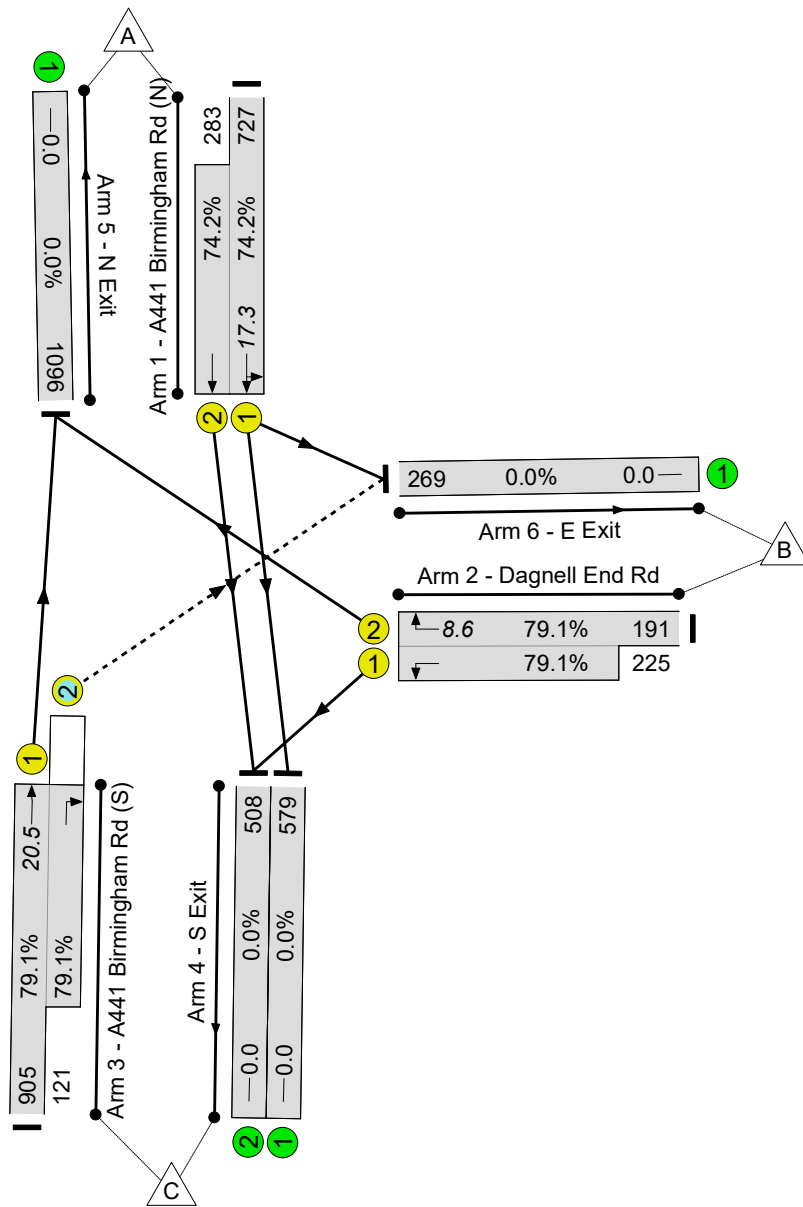 A
1
0.0
0.0%
1096
Arm 5 - N Exit
Arm 1 - A441 Birmingham Rd (N)
283
74.2%
2
727
74.2%
17.3
1
269 0.0% 0.0
1
Arm 6 - E Exit
B
Arm 2 - Dagnell End Rd
2
8.6 79.1% 191
1
79.1% 225
1
20.5
79.1%
905
2
79.1%
121
Arm 3 - A441 Birmingham Rd (S)
Arm 4 - S Exit
508
0.0%
0.0
2
579
0.0%
0.0
1
C